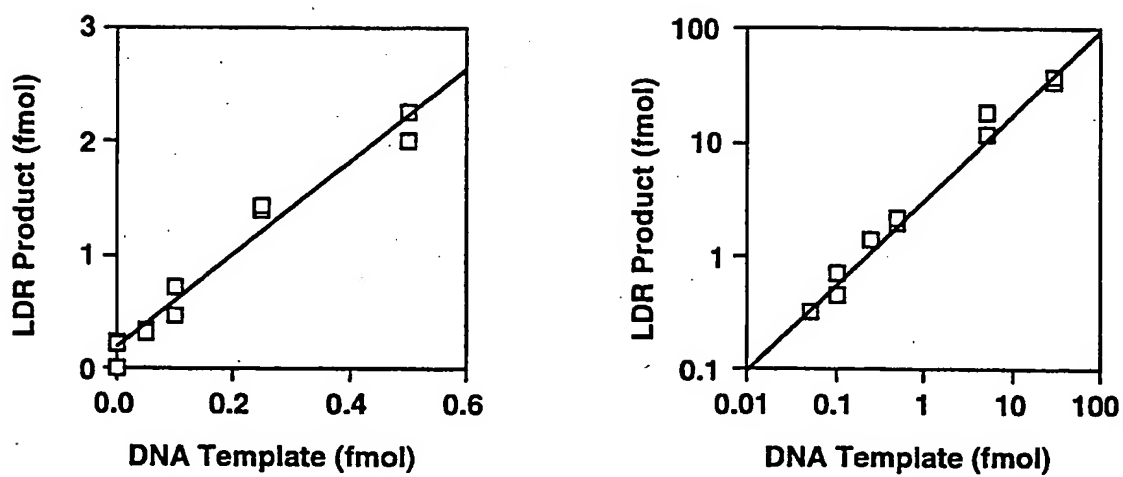 3
2
1
0
LDR Product (fmol)
0.0 0.2 0.4 0.6
DNA Template (fmol)
100
10
1
0.1
LDR Product (fmol)
0.01 0.1 1 10 100
DNA Template (fmol)